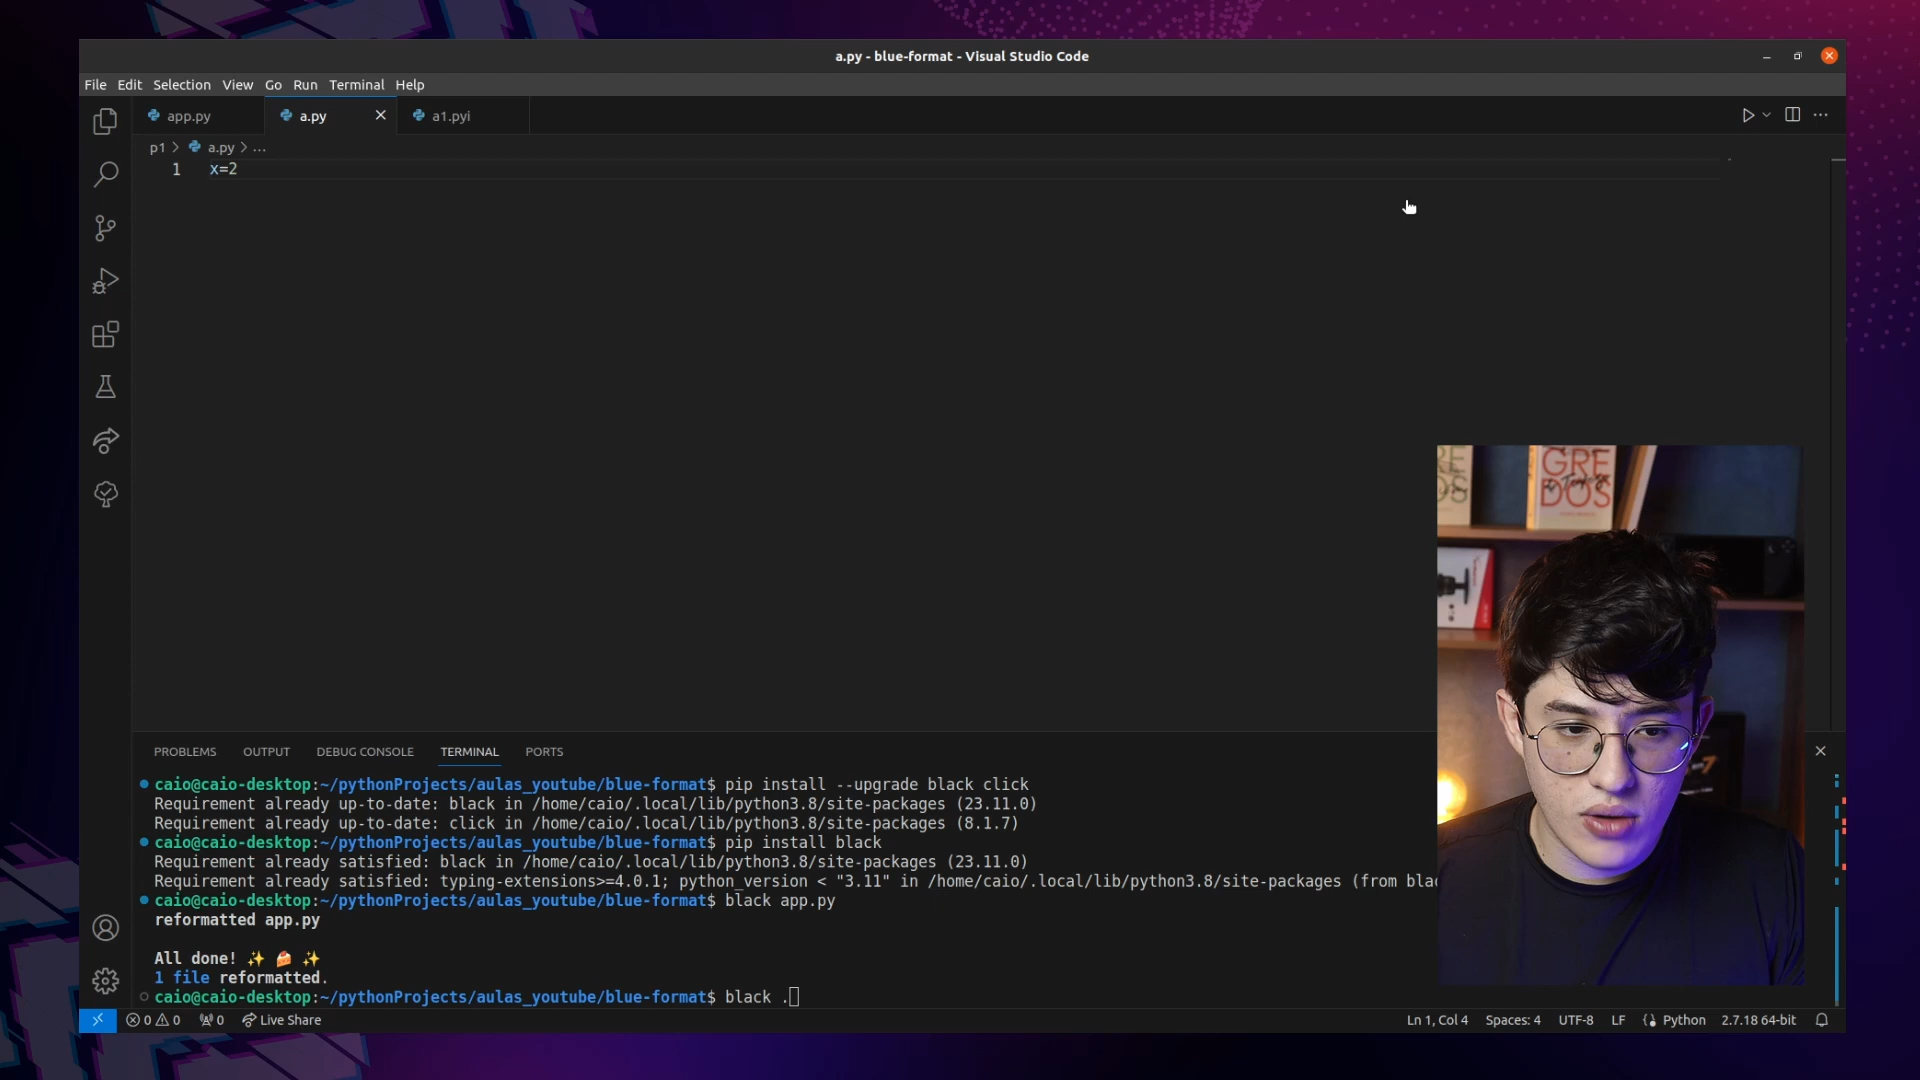 a.py - blue-format - Visual Studio Code
File Edit Selection View Go Run Terminal Help
app.py a.py a1.pyi
p1 > a.py > ...
1 x=2
GRE
DOS
PROBLEMS OUTPUT DEBUG CONSOLE TERMINAL PORTS
caio@caio-desktop:~/pythonProjects/aulas_youtube/blue-format$ pip install --upgrade black click
Requirement already up-to-date: black in /home/caio/.local/lib/python3.8/site-packages (23.11.0)
Requirement already up-to-date: click in /home/caio/.local/lib/python3.8/site-packages (8.1.7)
caio@caio-desktop:~/pythonProjects/aulas_youtube/blue-format$ pip install black
Requirement already satisfied: black in /home/caio/.local/lib/python3.8/site-packages (23.11.0)
Requirement already satisfied: typing-extensions>=4.0.1; python_version < "3.11" in /home/caio/.local/lib/python3.8/site-packages (from blac
caio@caio-desktop:~/pythonProjects/aulas_youtube/blue-format$ black app.py
reformatted app.py
All done! ✨ 🍰 ✨
1 file reformatted.
caio@caio-desktop:~/pythonProjects/aulas_youtube/blue-format$ black .
0 0 0 Live Share Ln 1, Col 4 Spaces: 4 UTF-8 LF Python 2.7.18 64-bit